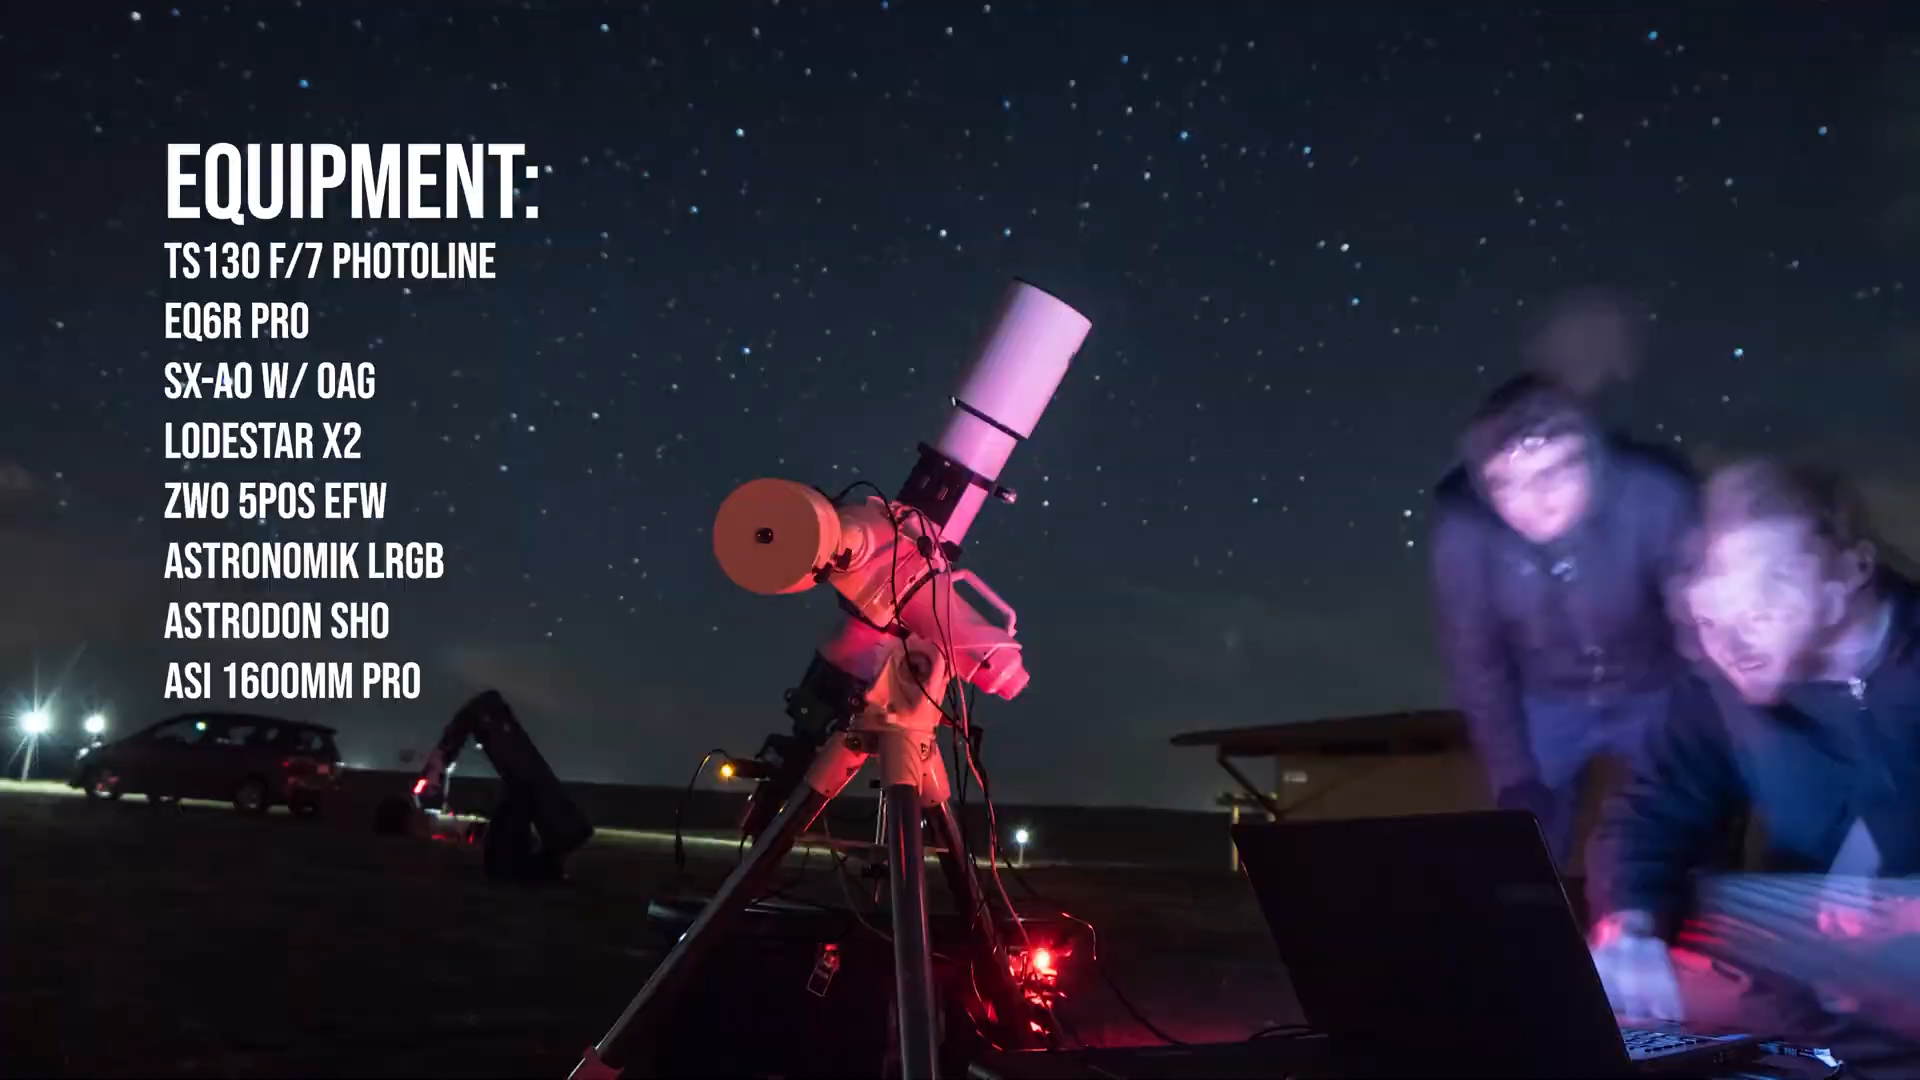 EQUIPMENT:
TS130 F/7 PHOTOLINE
EQ6R PRO
SX-AO W/ OAG
LODESTAR X2
ZWO 5POS EFW
ASTRONOMIK LRGB
ASTRODON SHO
ASI 1600MM PRO